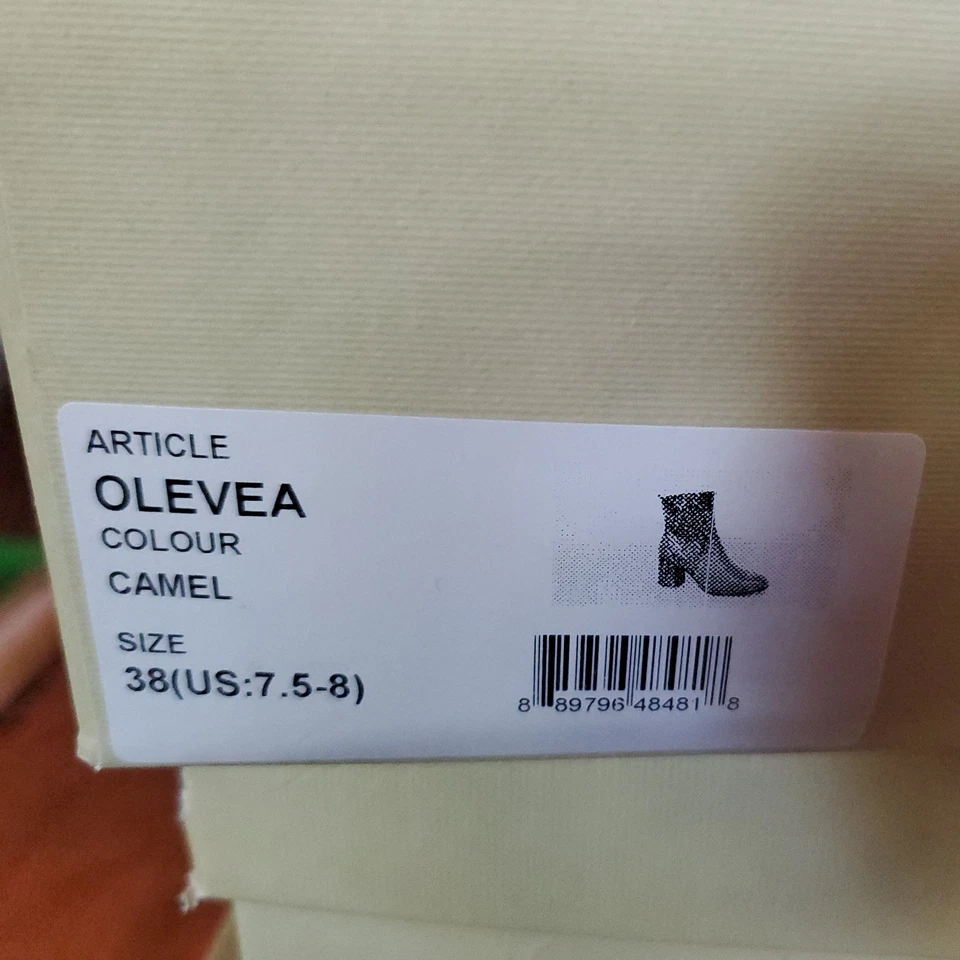 ARTICLE
OLEVEA
COLOUR
CAMEL
SIZE
38(US:7.5-8)
8 89796 48481 8